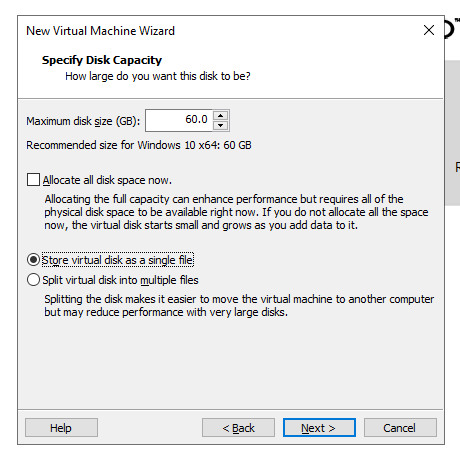 New Virtual Machine Wizard
Specify Disk Capacity
How large do you want this disk to be?
Maximum disk size (GB): 60.0
Recommended size for Windows 10 x64: 60 GB
Allocate all disk space now.
Allocating the full capacity can enhance performance but requires all of the
physical disk space to be available right now. If you do not allocate all the space
now, the virtual disk starts small and grows as you add data to it.
Store virtual disk as a single file
Split virtual disk into multiple files
Splitting the disk makes it easier to move the virtual machine to another computer
but may reduce performance with very large disks.
Help < Back Next > Cancel